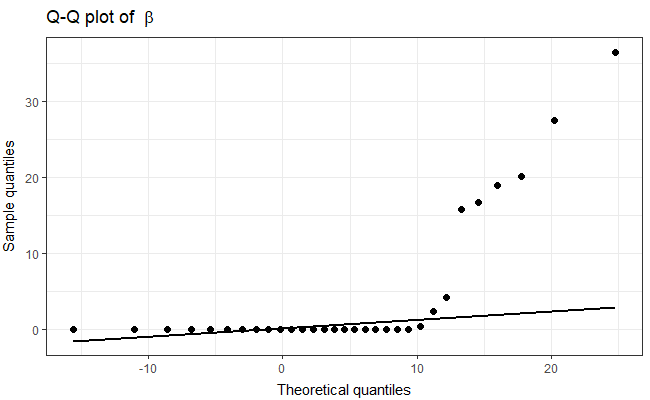 Q-Q plot of β
Sample quantiles
30
20
10
0
-10
0
10
20
Theoretical quantiles